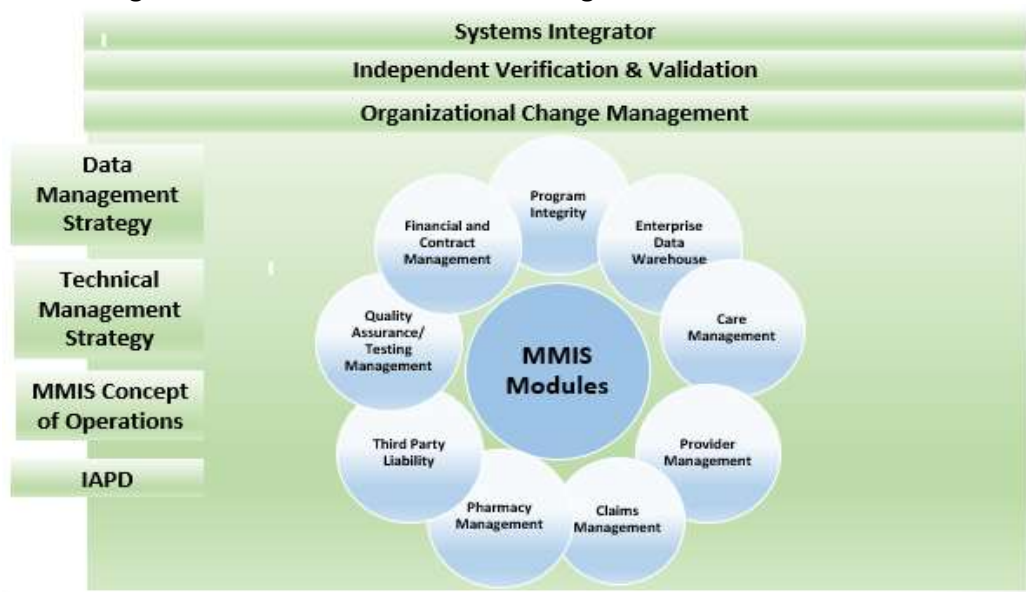 Systems Integrator
Independent Verification & Validation
Organizational Change Management
Data
Management
Strategy
Technical
Management
Strategy
MMIS Concept
of Operations
IAPD
Program
Integrity
Enterprise
Data
Warehouse
Care
Management
Provider
Management
Claims
Management
Pharmacy
Management
Third Party
Liability
Quality
Assurance/
Testing
Management
Financial and
Contract
Management
MMIS
Modules